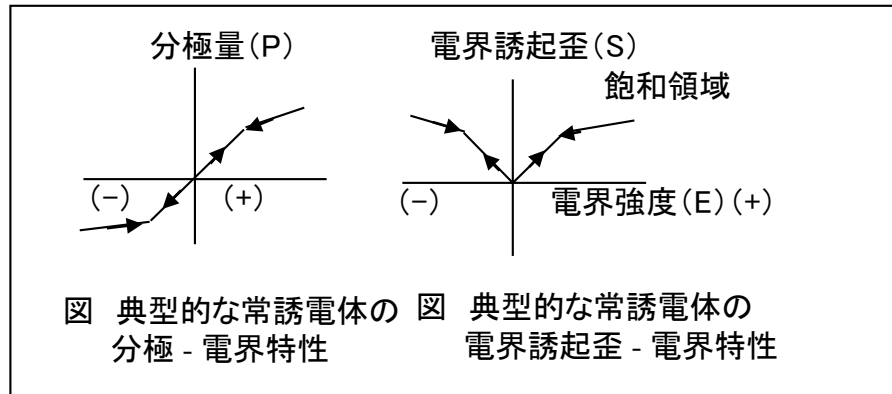 分極量(P)
(−)
(+)
図 典型的な常誘電体の
分極 - 電界特性
電界誘起歪(S)
飽和領域
(−)
電界強度(E)(+)
図 典型的な常誘電体の
電界誘起歪 - 電界特性